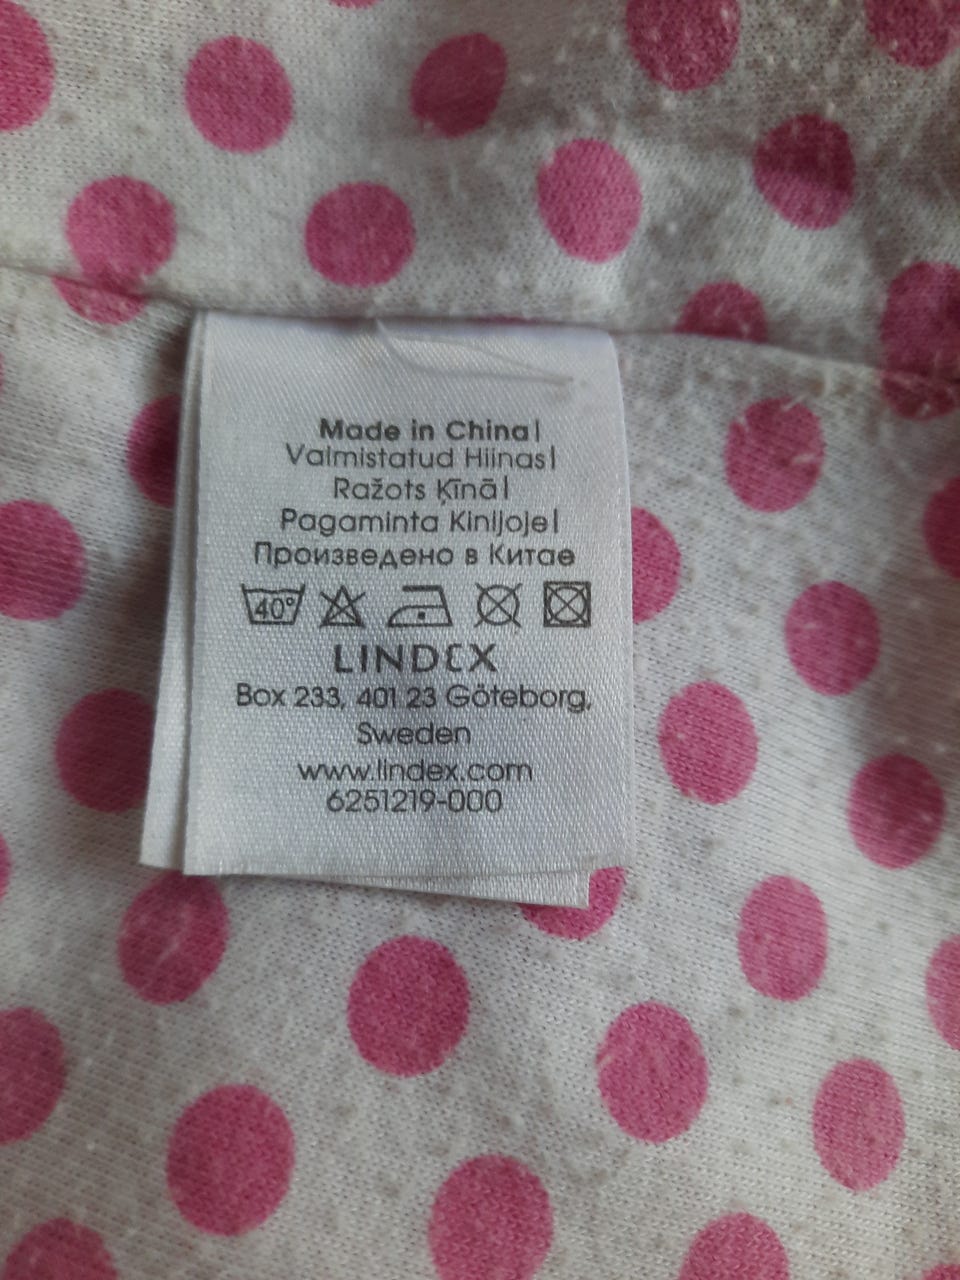 Made in China|
Valmistatud Hiinas|
Ražots Ķīnā|
Pagaminta Kinijoje|
Произведено в Китае
40°
LINDEX
Box 233, 401 23 Göteborg,
Sweden
www.lindex.com
6251219-000